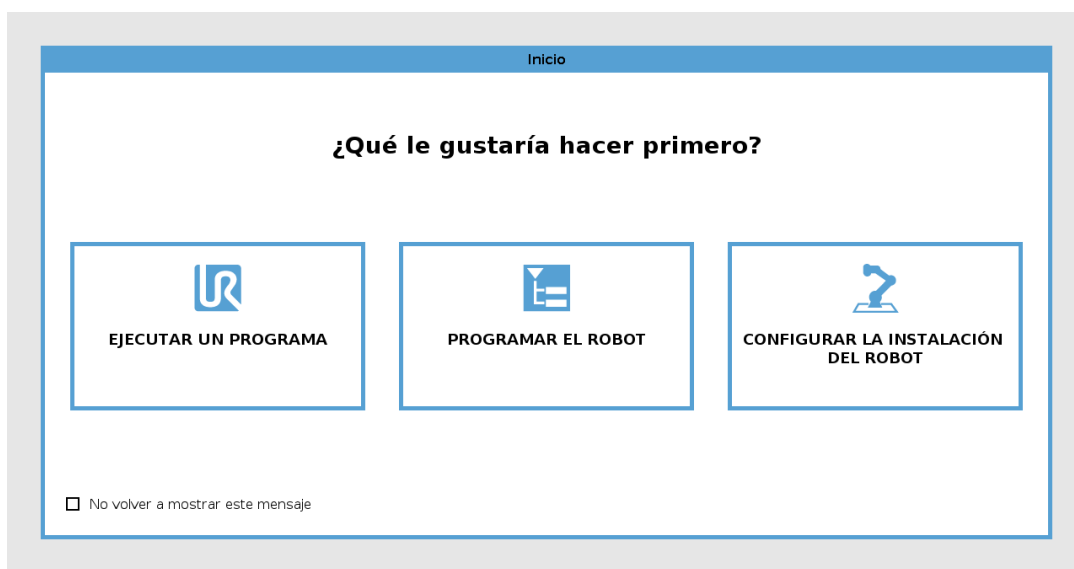 Inicio
¿Qué le gustaría hacer primero?
EJECUTAR UN PROGRAMA
PROGRAMAR EL ROBOT
CONFIGURAR LA INSTALACIÓN
DEL ROBOT
No volver a mostrar este mensaje